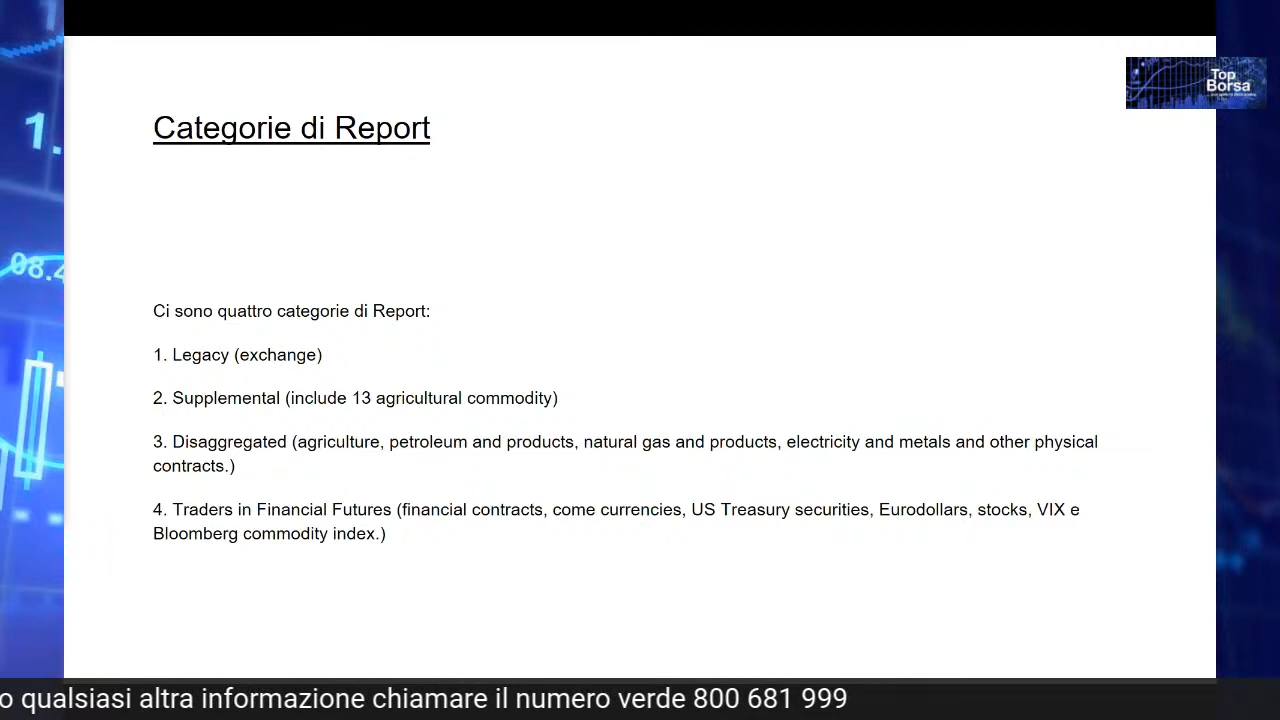 1.
08.4
Top
Borsa
Categorie di Report
Ci sono quattro categorie di Report:
1. Legacy (exchange)
2. Supplemental (include 13 agricultural commodity)
3. Disaggregated (agriculture, petroleum and products, natural gas and products, electricity and metals and other physical
contracts.)
4. Traders in Financial Futures (financial contracts, come currencies, US Treasury securities, Eurodollars, stocks, VIX e
Bloomberg commodity index.)
o qualsiasi altra informazione chiamare il numero verde 800 681 999